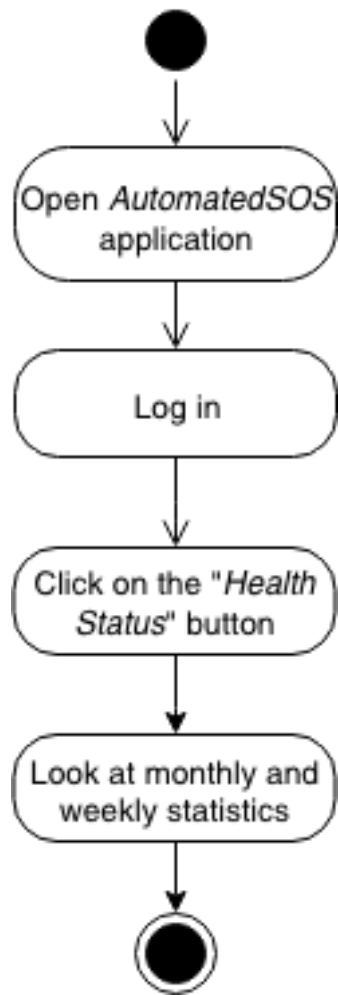 Open AutomatedSOS
application
Log in
Click on the "Health
Status" button
Look at monthly and
weekly statistics